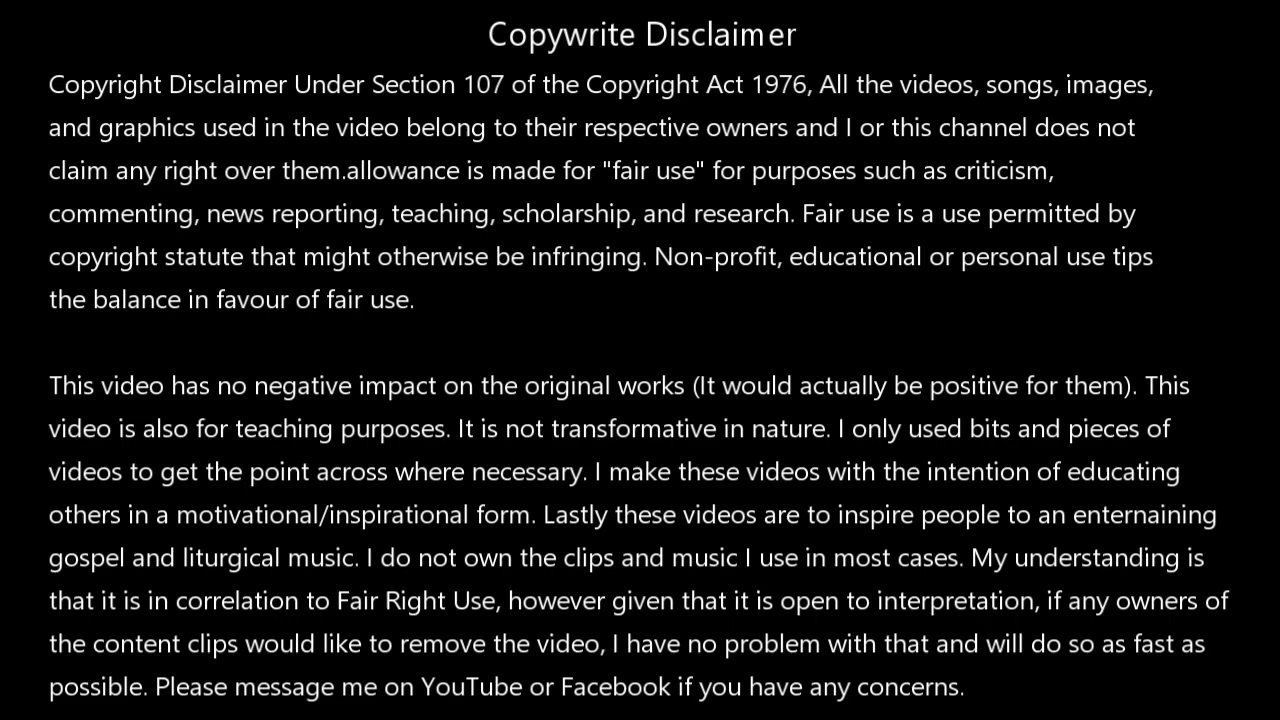 Copywrite Disclaimer
Copyright Disclaimer Under Section 107 of the Copyright Act 1976, All the videos, songs, images,
and graphics used in the video belong to their respective owners and I or this channel does not
claim any right over them.allowance is made for "fair use" for purposes such as criticism,
commenting, news reporting, teaching, scholarship, and research. Fair use is a use permitted by
copyright statute that might otherwise be infringing. Non-profit, educational or personal use tips
the balance in favour of fair use.
This video has no negative impact on the original works (It would actually be positive for them). This
video is also for teaching purposes. It is not transformative in nature. I only used bits and pieces of
videos to get the point across where necessary. I make these videos with the intention of educating
others in a motivational/inspirational form. Lastly these videos are to inspire people to an enternaining
gospel and liturgical music. I do not own the clips and music I use in most cases. My understanding is
that it is in correlation to Fair Right Use, however given that it is open to interpretation, if any owners of
the content clips would like to remove the video, I have no problem with that and will do so as fast as
possible. Please message me on YouTube or Facebook if you have any concerns.